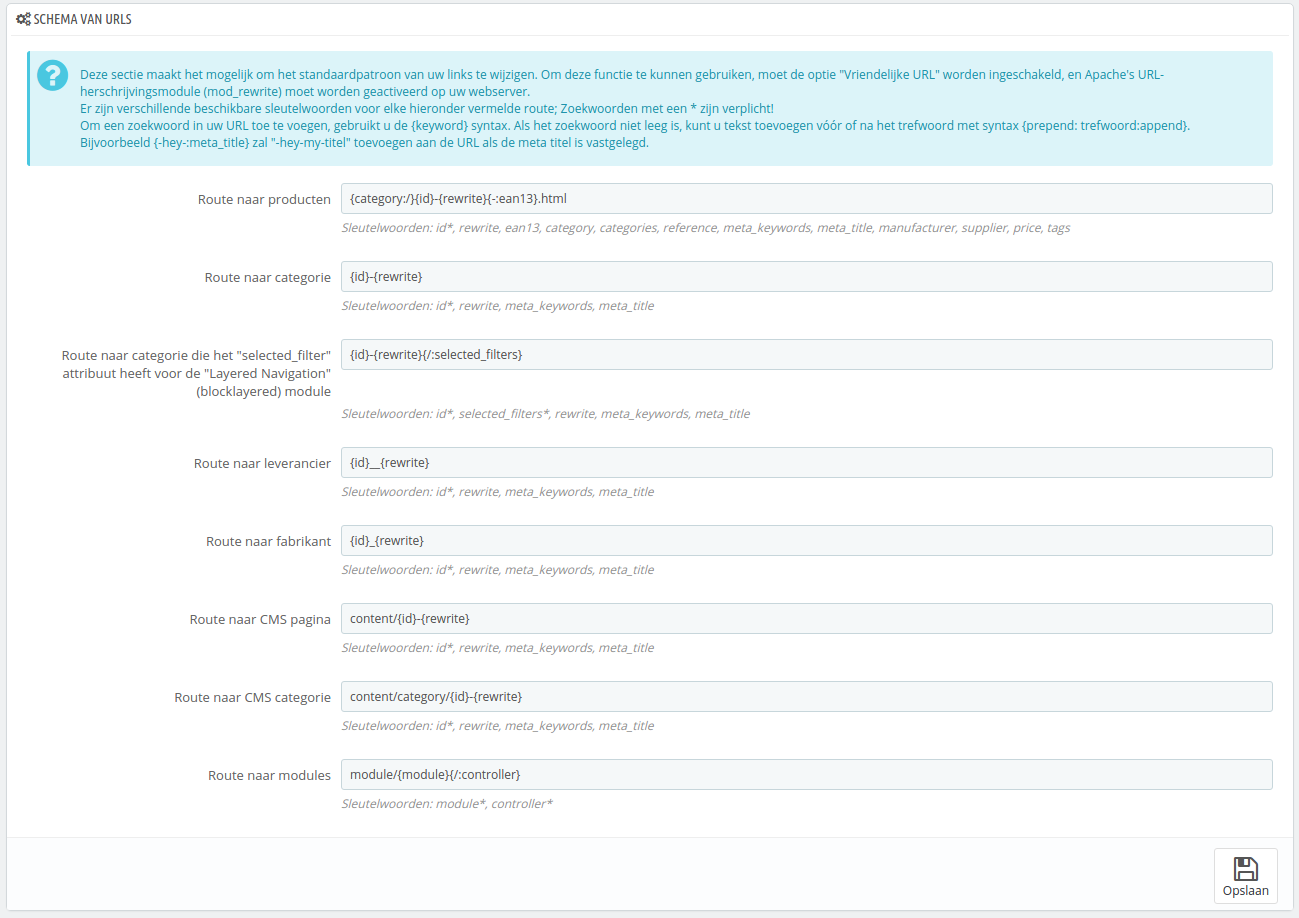 SCHEMA VAN URLS
Deze sectie maakt het mogelijk om het standaardpatroon van uw links te wijzigen. Om deze functie te kunnen gebruiken, moet de optie "Vriendelijke URL" worden ingeschakeld, en Apache's URL-
herschrijvingsmodule (mod_rewrite) moet worden geactiveerd op uw webserver.
Er zijn verschillende beschikbare sleutelwoorden voor elke hieronder vermelde route; Zoekwoorden met een * zijn verplicht!
Om een zoekwoord in uw URL toe te voegen, gebruikt u de {keyword} syntax. Als het zoekwoord niet leeg is, kunt u tekst toevoegen vóór of na het trefwoord met syntax {prepend: trefwoord:append}.
Bijvoorbeeld {-hey-:meta_title} zal "-hey-my-titel" toevoegen aan de URL als de meta titel is vastgelegd.
Route naar producten
{category:/}{id}-{rewrite}{-:ean13}.html
Sleutelwoorden: id*, rewrite, ean13, category, categories, reference, meta_keywords, meta_title, manufacturer, supplier, price, tags
Route naar categorie
{id}-{rewrite}
Sleutelwoorden: id*, rewrite, meta_keywords, meta_title
Route naar categorie die het "selected_filter"
attribuut heeft voor de "Layered Navigation"
(blocklayered) module
{id}-{rewrite}{/:selected_filters}
Sleutelwoorden: id*, selected_filters*, rewrite, meta_keywords, meta_title
Route naar leverancier
{id}__{rewrite}
Sleutelwoorden: id*, rewrite, meta_keywords, meta_title
Route naar fabrikant
{id}_{rewrite}
Sleutelwoorden: id*, rewrite, meta_keywords, meta_title
Route naar CMS pagina
content/{id}-{rewrite}
Sleutelwoorden: id*, rewrite, meta_keywords, meta_title
Route naar CMS categorie
content/category/{id}-{rewrite}
Sleutelwoorden: id*, rewrite, meta_keywords, meta_title
Route naar modules
module/{module}{/:controller}
Sleutelwoorden: module*, controller*
Opslaan